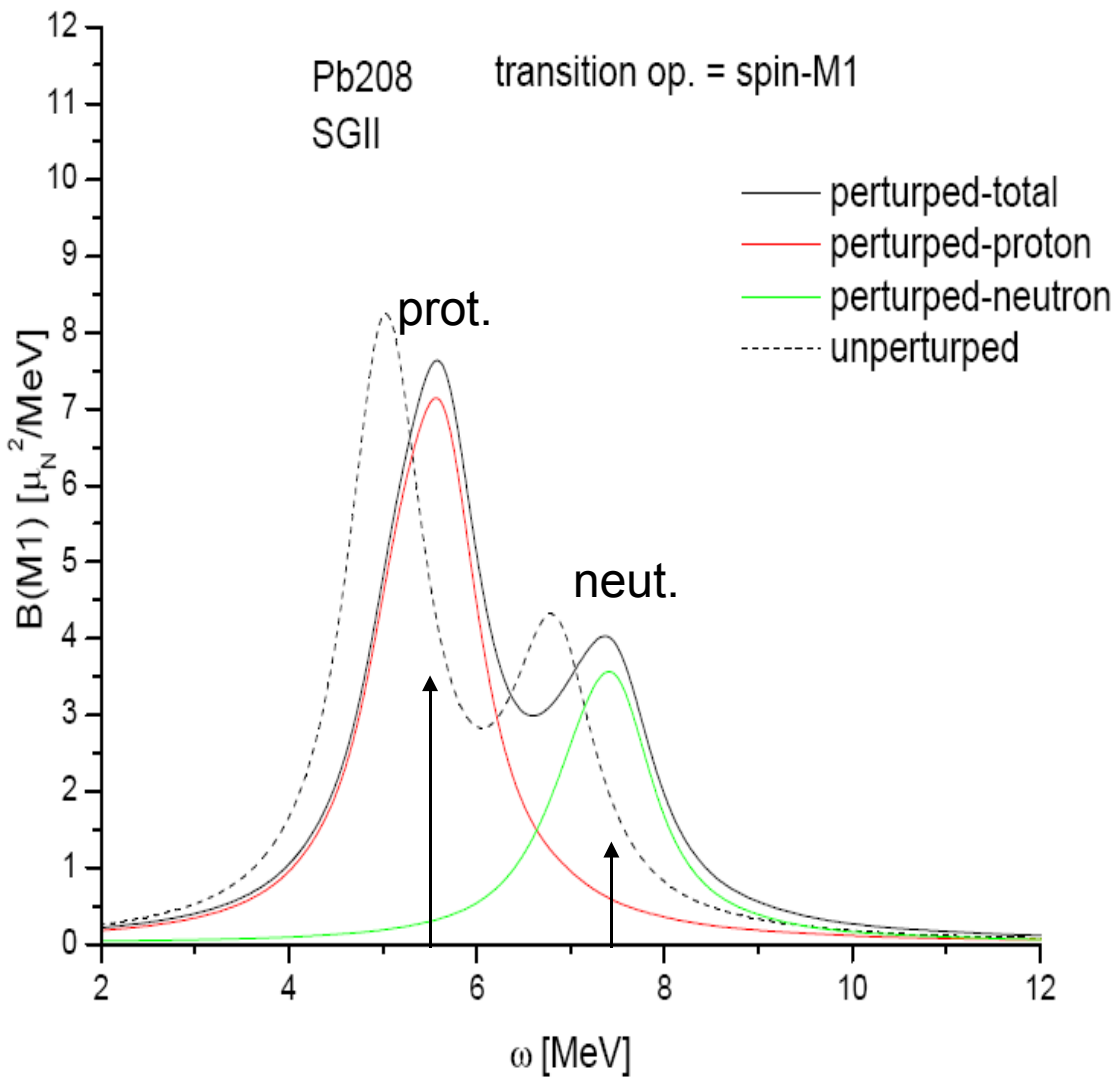 Pb208
SGII
transition op. = spin-M1
perturped-total
perturped-proton
perturped-neutron
unperturped
prot.
neut.
B(M1) [μN²/MeV]
12
11
10
9
8
7
6
5
4
3
2
1
0
2
4
6
8
10
12
ω [MeV]